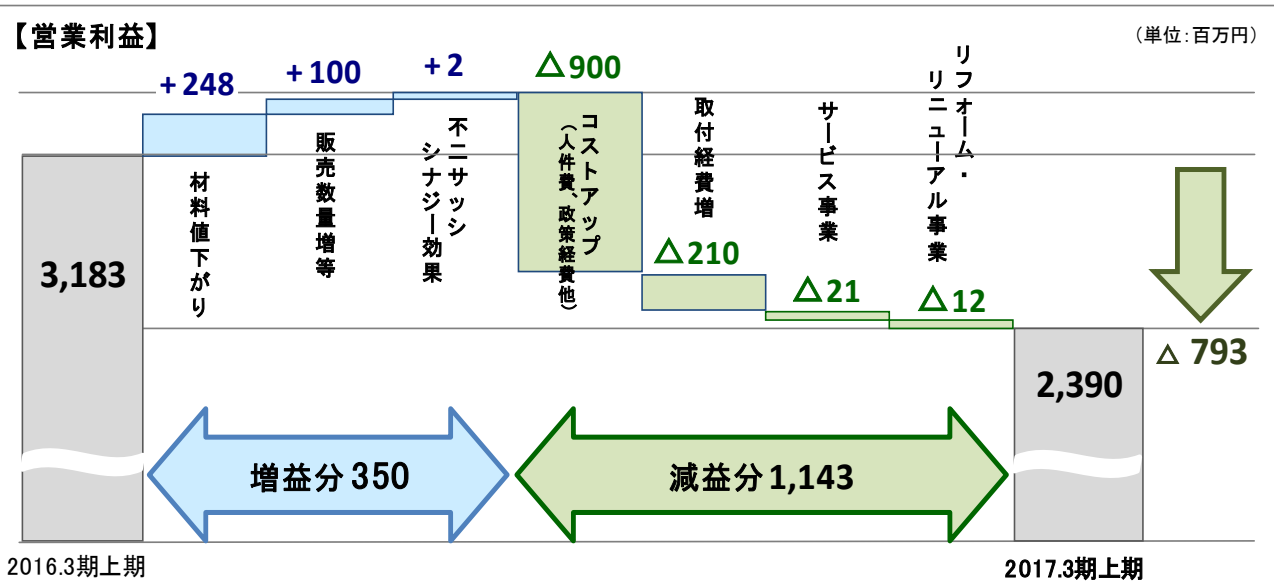 【営業利益】
（単位：百万円）
+248
+100
+2
△900
材料値下がり
販売数量増等
不二サッシ
シナジー効果
コストアップ
（人件費、政策経費他）
取付経費増
サービス事業
リフォーム・
リニューアル事業
3,183
△210
△21
△12
2,390
△ 793
増益分 350
減益分 1,143
2016.3期上期
2017.3期上期